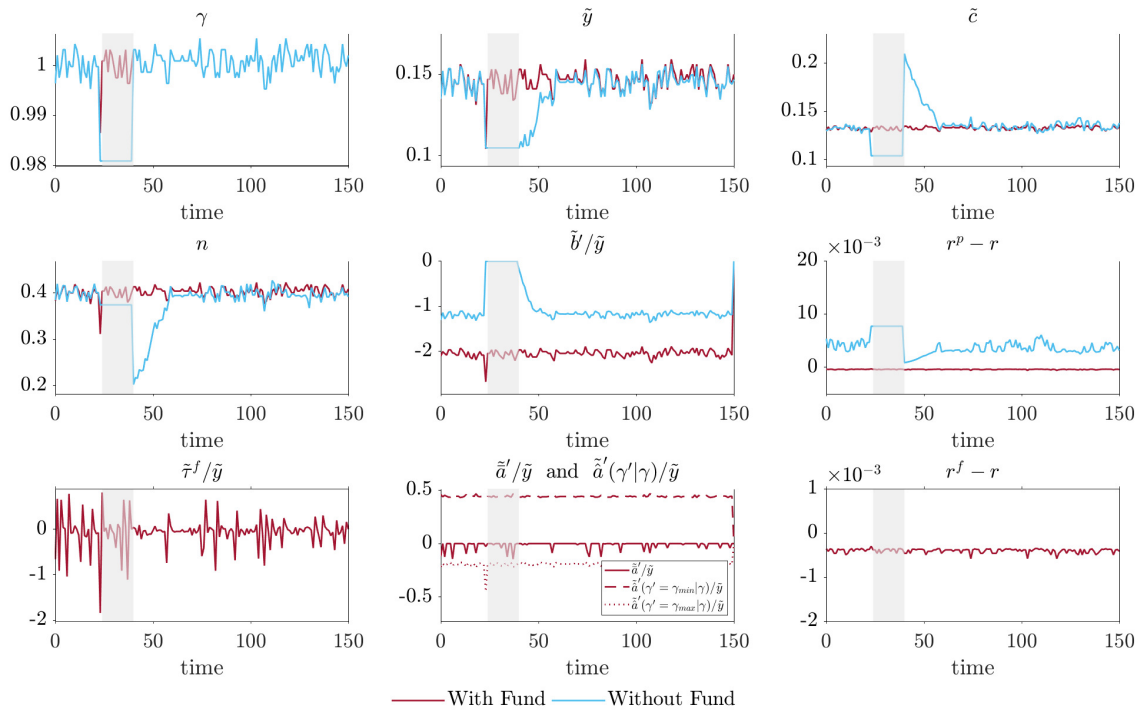 γ ỹ c̃
1 0.99 0.98
0.15 0.1
0.2 0.15 0.1
0 50 100 150 0 50 100 150 0 50 100 150
time time time
n b̃′/ỹ r^p − r
×10^-3
0.4 0.3 0.2
0 -1 -2
20 10 0
0 50 100 150 0 50 100 150 0 50 100 150
time time time
τ̃^f/ỹ ā̃′/ỹ and ẫ′(γ′|γ)/ỹ r^f − r
×10^-3
0 -1 -2
0.5 0 -0.5
1 0 -1 -2
ā̃′/ỹ
ẫ′(γ′ = γ_min|γ)/ỹ
ẫ′(γ′ = γ_max|γ)/ỹ
0 50 100 150 0 50 100 150 0 50 100 150
time time time
With Fund Without Fund